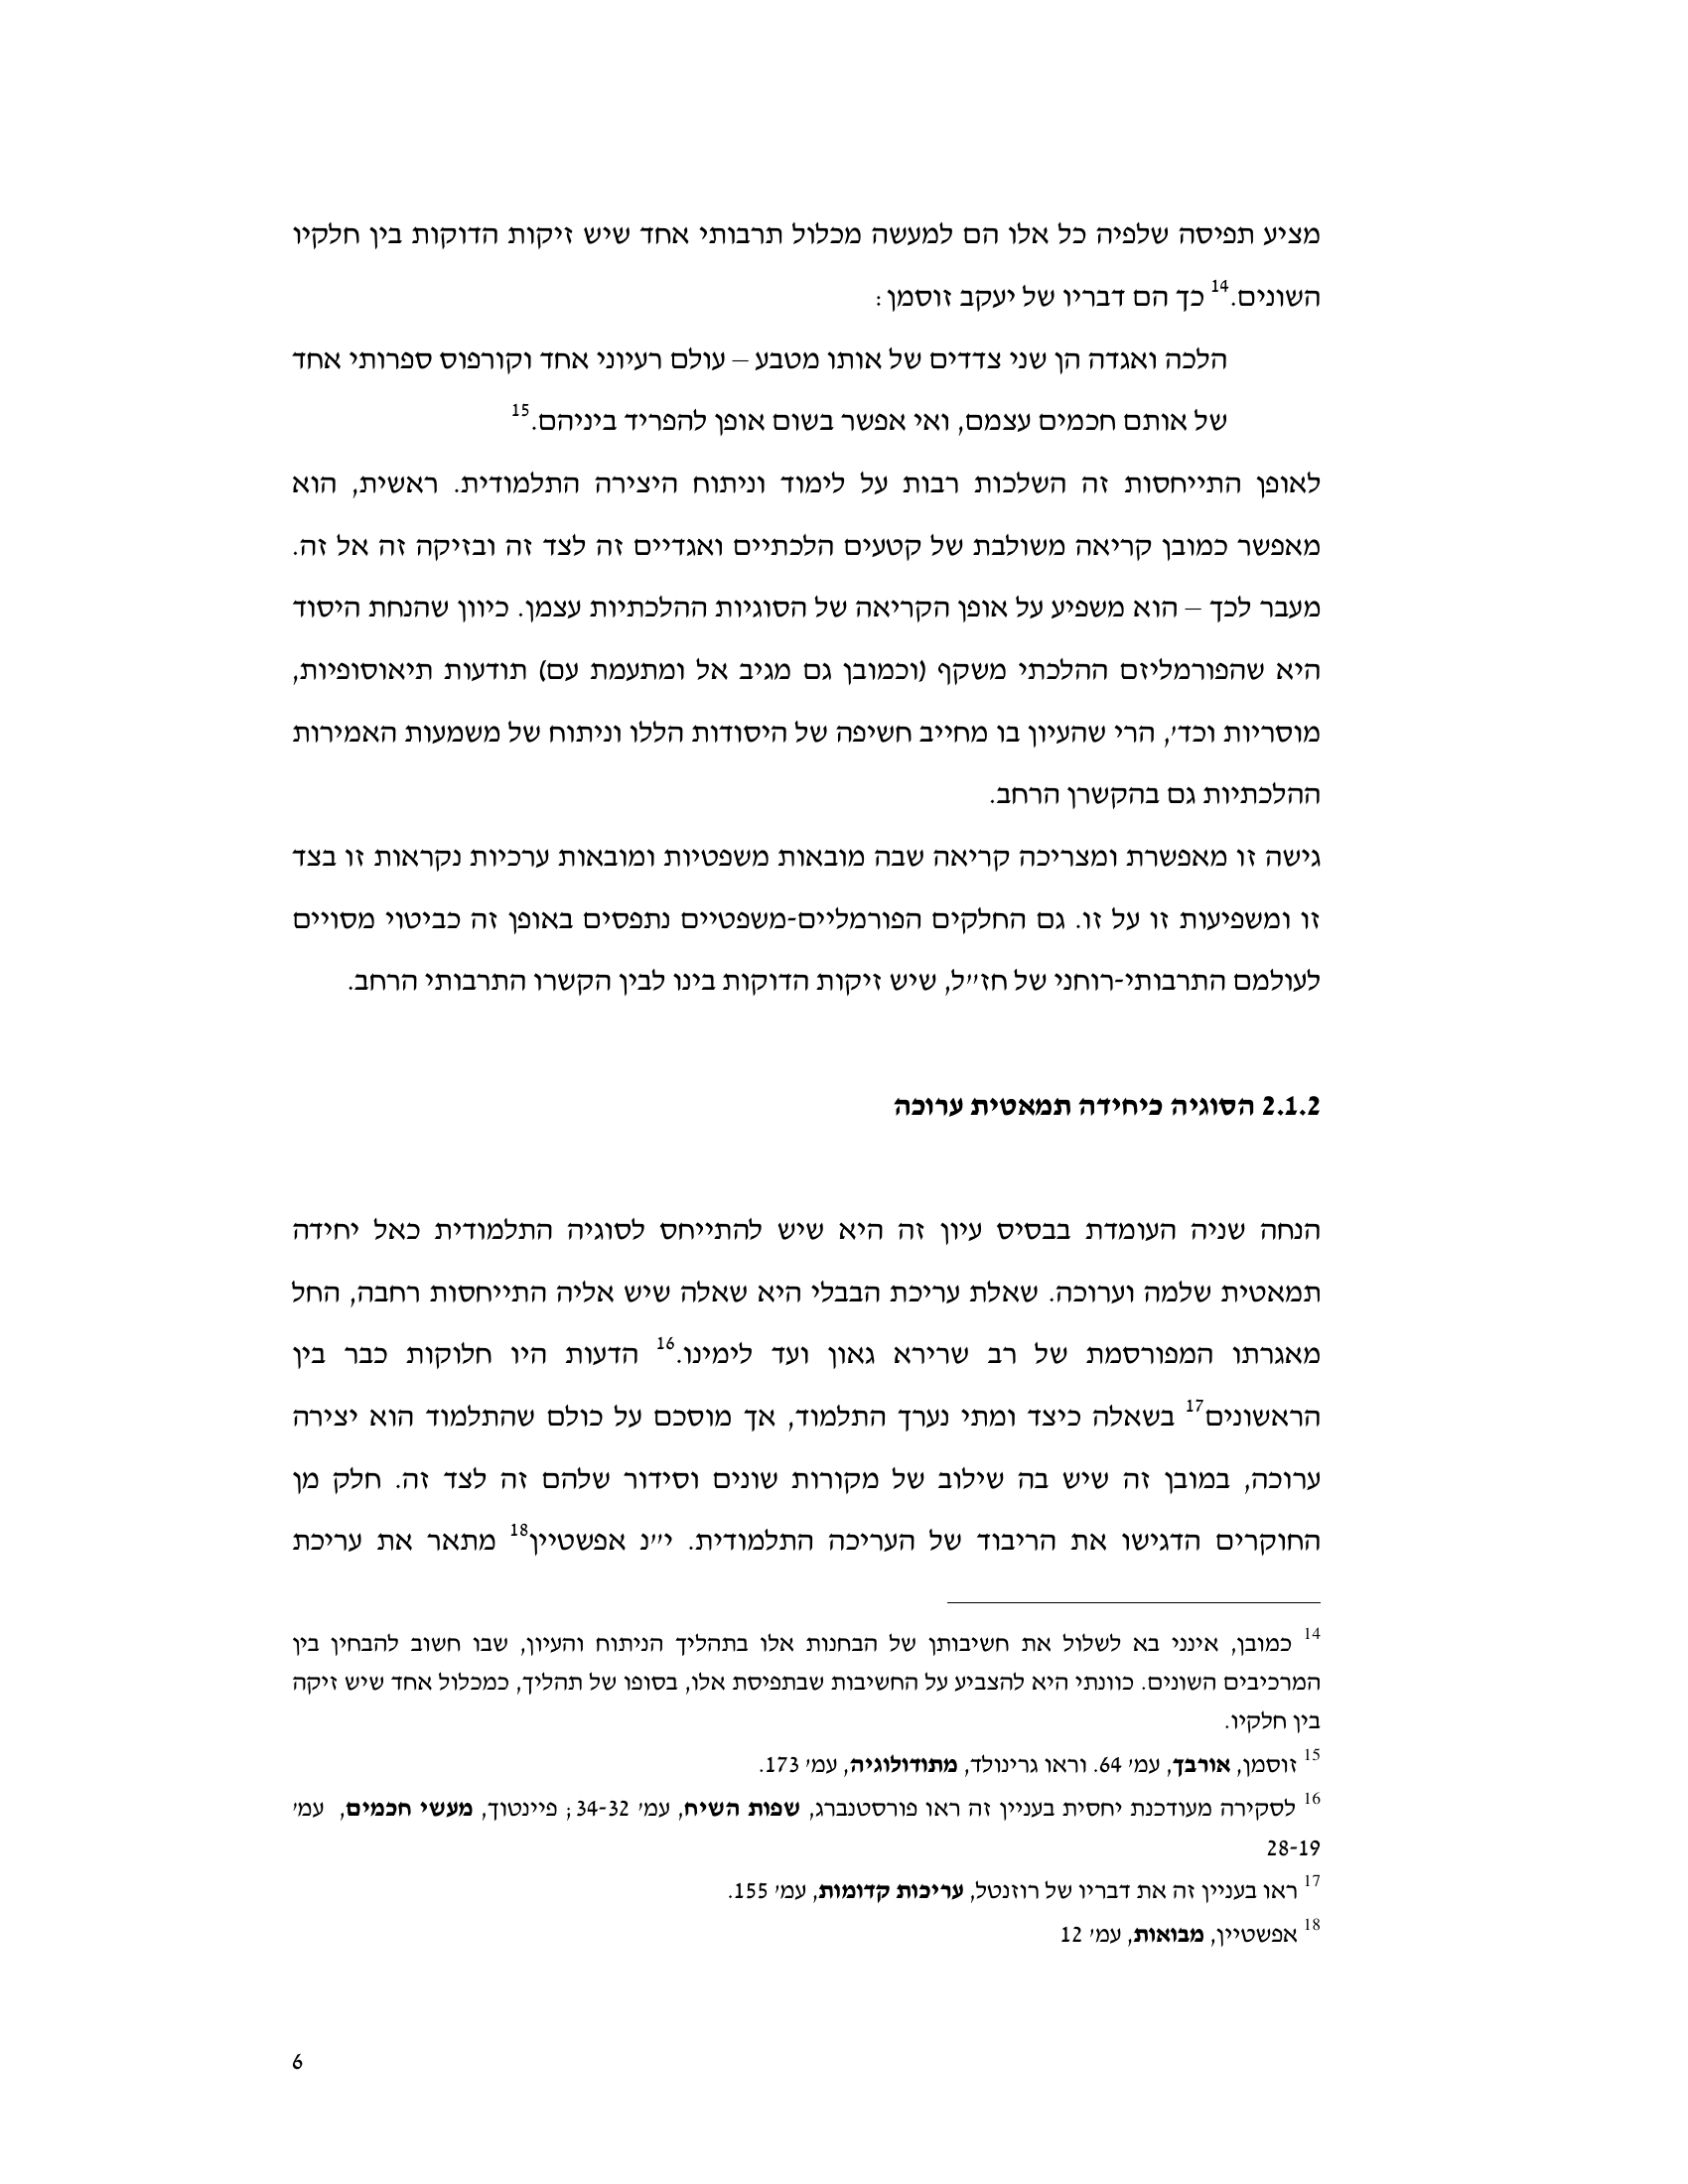 מציע תפיסה שלפיה כל אלו הם למעשה מכלול תרבותי אחד שיש זיקות הדוקות בין חלקיו
השונים.14 כך הם דבריו של יעקב זוסמן:
הלכה ואגדה הן שני צדדים של אותו מטבע – עולם רעיוני אחד וקורפוס ספרותי אחד
של אותם חכמים עצמם, ואי אפשר בשום אופן להפריד ביניהם.15
לאופן התייחסות זה השלכות רבות על לימוד וניתוח היצירה התלמודית. ראשית, הוא
מאפשר כמובן קריאה משולבת של קטעים הלכתיים ואגדיים זה לצד זה ובזיקה זה אל זה.
מעבר לכך – הוא משפיע על אופן הקריאה של הסוגיות ההלכתיות עצמן. כיוון שהנחת היסוד
היא שהפורמליזם ההלכתי משקף (וכמובן גם מגיב אל ומתעמת עם) תודעות תיאוסופיות,
מוסריות וכד', הרי שהעיון בו מחייב חשיפה של היסודות הללו וניתוח של משמעות האמירות
ההלכתיות גם בהקשרן הרחב.
גישה זו מאפשרת ומצריכה קריאה שבה מובאות משפטיות ומובאות ערכיות נקראות זו בצד
זו ומשפיעות זו על זו. גם החלקים הפורמליים-משפטיים נתפסים באופן זה כביטוי מסויים
לעולמם התרבותי-רוחני של חז"ל, שיש זיקות הדוקות בינו לבין הקשרו התרבותי הרחב.
2.1.2 הסוגיה כיחידה תמאטית ערוכה
הנחה שניה העומדת בבסיס עיון זה היא שיש להתייחס לסוגיה התלמודית כאל יחידה
תמאטית שלמה וערוכה. שאלת עריכת הבבלי היא שאלה שיש אליה התייחסות רחבה, החל
מאגרתו המפורסמת של רב שרירא גאון ועד לימינו.16 הדעות היו חלוקות כבר בין
הראשונים17 בשאלה כיצד ומתי נערך התלמוד, אך מוסכם על כולם שהתלמוד הוא יצירה
ערוכה, במובן זה שיש בה שילוב של מקורות שונים וסידור שלהם זה לצד זה. חלק מן
החוקרים הדגישו את הריבוד של העריכה התלמודית. י"נ אפשטיין18 מתאר את עריכת
14 כמובן, אינני בא לשלול את חשיבותן של הבחנות אלו בתהליך הניתוח והעיון, שבו חשוב להבחין בין
המרכיבים השונים. כוונתי היא להצביע על החשיבות שבתפיסת אלו, בסופו של תהליך, כמכלול אחד שיש זיקה
בין חלקיו.
15 זוסמן, אורבך, עמ' 64. וראו גרינולד, מתודולוגיה, עמ' 173.
16 לסקירה מעודכנת יחסית בעניין זה ראו פורסטנברג, שפות השיח, עמ' 34-32; פיינטוך, מעשי חכמים, עמ'
28-19
17 ראו בעניין זה את דבריו של רוזנטל, עריכות קדומות, עמ' 155.
18 אפשטיין, מבואות, עמ' 12
6